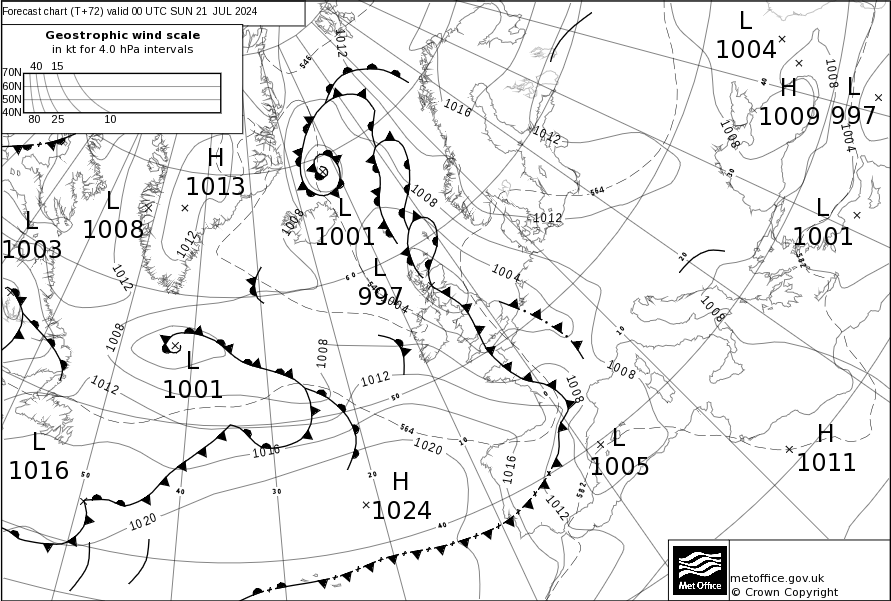 Forecast chart (T+72) valid 00 UTC SUN 21 JUL 2024
Geostrophic wind scale
in kt for 4.0 hPa intervals
40 15
70N
60N
50N
40N
80 25 10
1012
546
L
1004
H
1009
L
997
40
1008
1008
1004
30
1016
1012
H
1013
L
1008
L
1003
1012
1012
1008
L
1001
1008
564
1012
L
1001
582
20
1004
L
997
1004
60
1008
10
1008
1008
L
1001
1008
1012
1012
50
0
1008
564
1020
10
L
1016
50
1016
40
30
20
H
1024
1020
40
1016
1012
582
L
1005
H
1011
Met Office
metoffice.gov.uk
© Crown Copyright